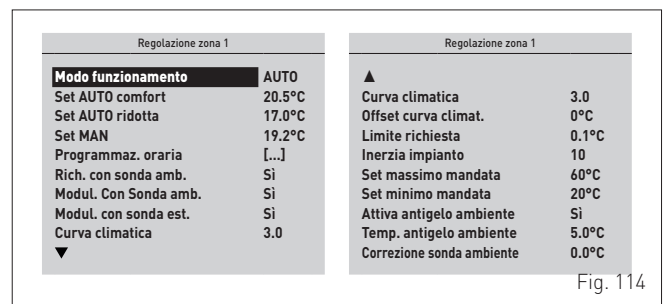 Regolazione zona 1
Modo funzionamento AUTO
Set AUTO comfort 20.5°C
Set AUTO ridotta 17.0°C
Set MAN 19.2°C
Programmaz. oraria [...]
Rich. con sonda amb. Sì
Modul. Con Sonda amb. Sì
Modul. con sonda est. Sì
Curva climatica 3.0
▼
Regolazione zona 1
▲
Curva climatica 3.0
Offset curva climat. 0°C
Limite richiesta 0.1°C
Inerzia impianto 10
Set massimo mandata 60°C
Set minimo mandata 20°C
Attiva antigelo ambiente Sì
Temp. antigelo ambiente 5.0°C
Correzione sonda ambiente 0.0°C
Fig. 114